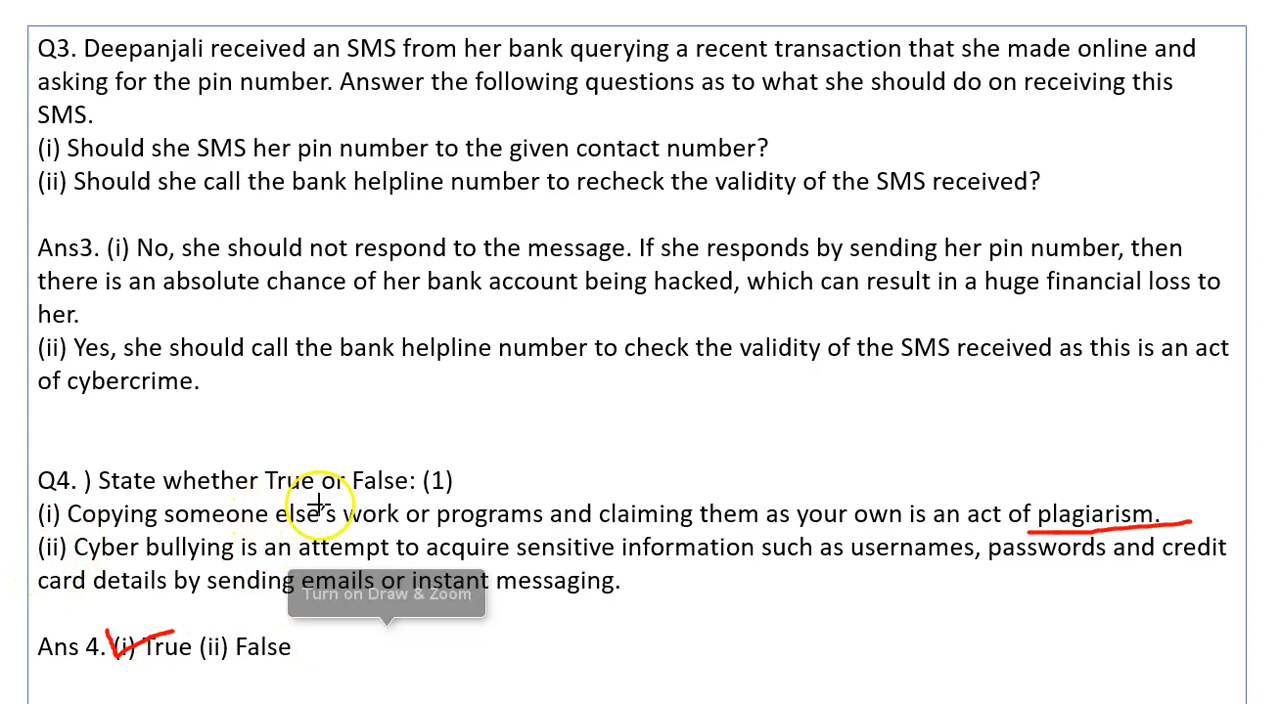 Q3. Deepanjali received an SMS from her bank querying a recent transaction that she made online and
asking for the pin number. Answer the following questions as to what she should do on receiving this
SMS.
(i) Should she SMS her pin number to the given contact number?
(ii) Should she call the bank helpline number to recheck the validity of the SMS received?
Ans3. (i) No, she should not respond to the message. If she responds by sending her pin number, then
there is an absolute chance of her bank account being hacked, which can result in a huge financial loss to
her.
(ii) Yes, she should call the bank helpline number to check the validity of the SMS received as this is an act
of cybercrime.
Q4. ) State whether True or False: (1)
(i) Copying someone else's work or programs and claiming them as your own is an act of plagiarism.
(ii) Cyber bullying is an attempt to acquire sensitive information such as usernames, passwords and credit
card details by sending emails or instant messaging.
Turn on Draw & Zoom
Ans 4. (i) True (ii) False